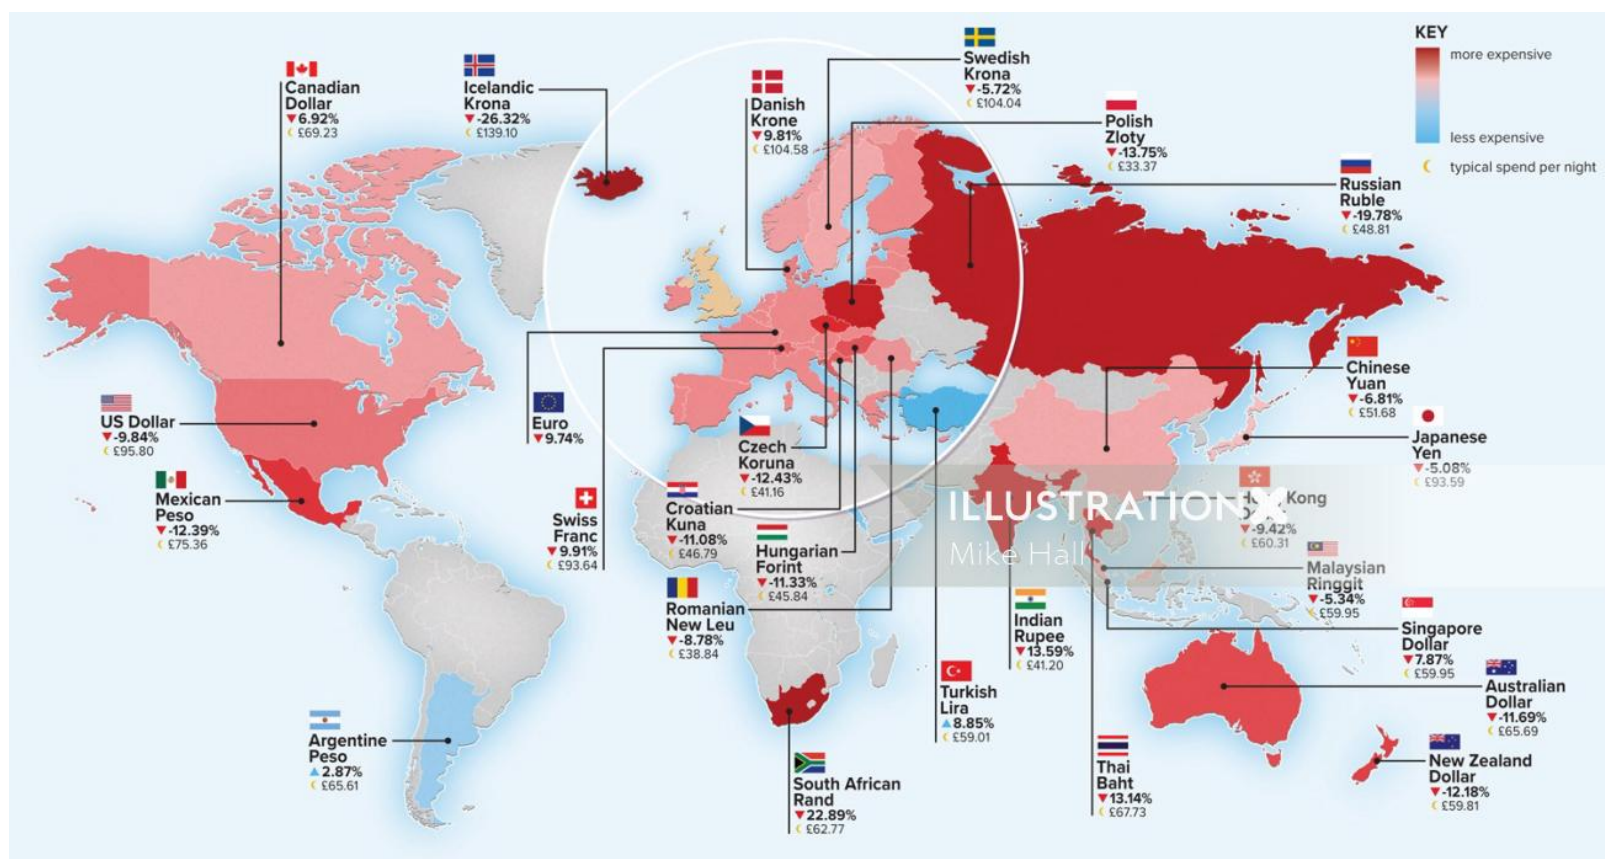 KEY
more expensive
less expensive
typical spend per night
Canadian
Dollar
▼6.92%
£69.23
Icelandic
Krona
▼-26.32%
£139.10
Danish
Krone
▼9.81%
£104.58
Swedish
Krona
▼-5.72%
£104.04
Polish
Zloty
▼-13.75%
£33.37
Russian
Ruble
▼-19.78%
£48.81
Chinese
Yuan
▼-6.81%
£51.68
Japanese
Yen
▼-5.08%
£93.59
US Dollar
▼-9.84%
£95.80
Mexican
Peso
▼-12.39%
£75.36
Euro
▼9.74%
Swiss
Franc
▼9.91%
£93.64
Czech
Koruna
▼-12.43%
£41.16
Croatian
Kuna
▼-11.08%
£46.79
Hungarian
Forint
▼-11.33%
£45.84
Romanian
New Leu
▼-8.78%
£38.84
ILLUSTRATIONX
Mike Hall
Kong
▼-9.42%
£60.31
Malaysian
Ringgit
▼-5.34%
£59.95
Indian
Rupee
▼13.59%
£41.20
Singapore
Dollar
▼7.87%
£59.95
Turkish
Lira
▲8.85%
£59.01
Australian
Dollar
▼-11.69%
£65.69
Argentine
Peso
▲2.87%
£65.61
South African
Rand
▼22.89%
£62.77
Thai
Baht
▼13.14%
£67.73
New Zealand
Dollar
▼-12.18%
£59.81